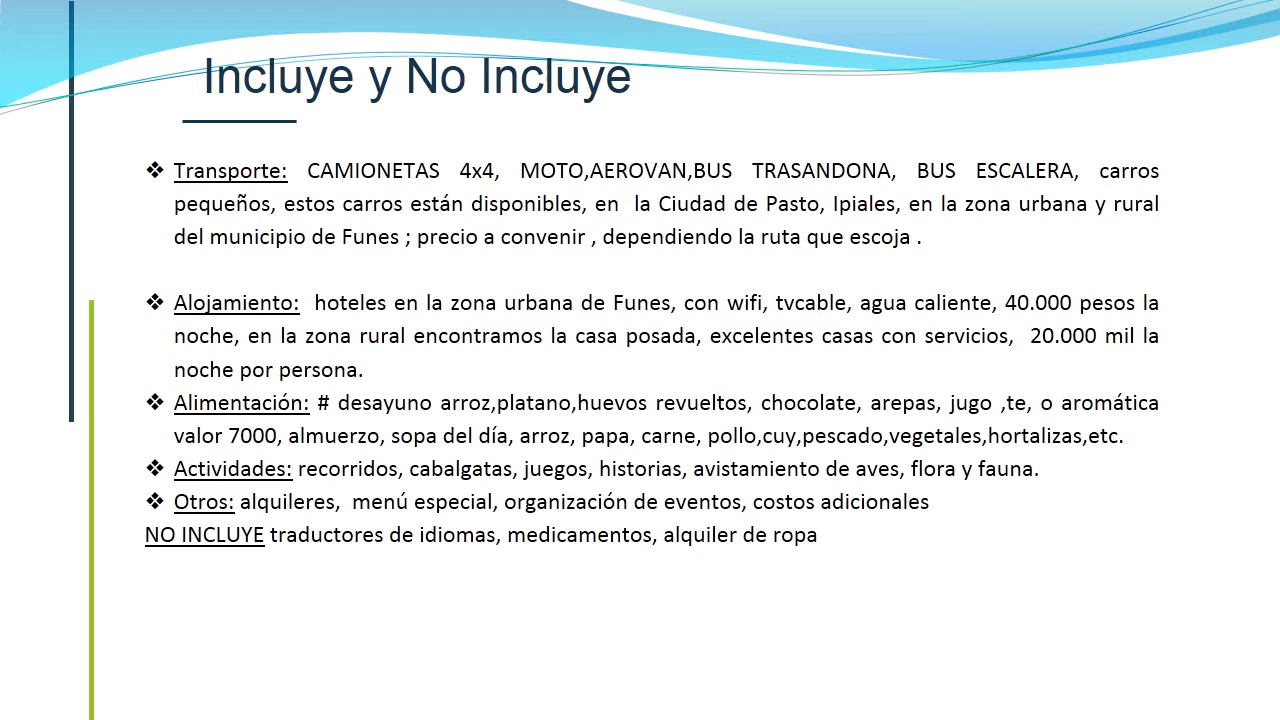 Incluye y No Incluye
❖ Transporte: CAMIONETAS 4x4, MOTO,AEROVAN,BUS TRASANDONA, BUS ESCALERA, carros
pequeños, estos carros están disponibles, en la Ciudad de Pasto, Ipiales, en la zona urbana y rural
del municipio de Funes ; precio a convenir , dependiendo la ruta que escoja .
❖ Alojamiento: hoteles en la zona urbana de Funes, con wifi, tvcable, agua caliente, 40.000 pesos la
noche, en la zona rural encontramos la casa posada, excelentes casas con servicios, 20.000 mil la
noche por persona.
❖ Alimentación: # desayuno arroz,platano,huevos revueltos, chocolate, arepas, jugo ,te, o aromática
valor 7000, almuerzo, sopa del día, arroz, papa, carne, pollo,cuy,pescado,vegetales,hortalizas,etc.
❖ Actividades: recorridos, cabalgatas, juegos, historias, avistamiento de aves, flora y fauna.
❖ Otros: alquileres, menú especial, organización de eventos, costos adicionales
NO INCLUYE traductores de idiomas, medicamentos, alquiler de ropa